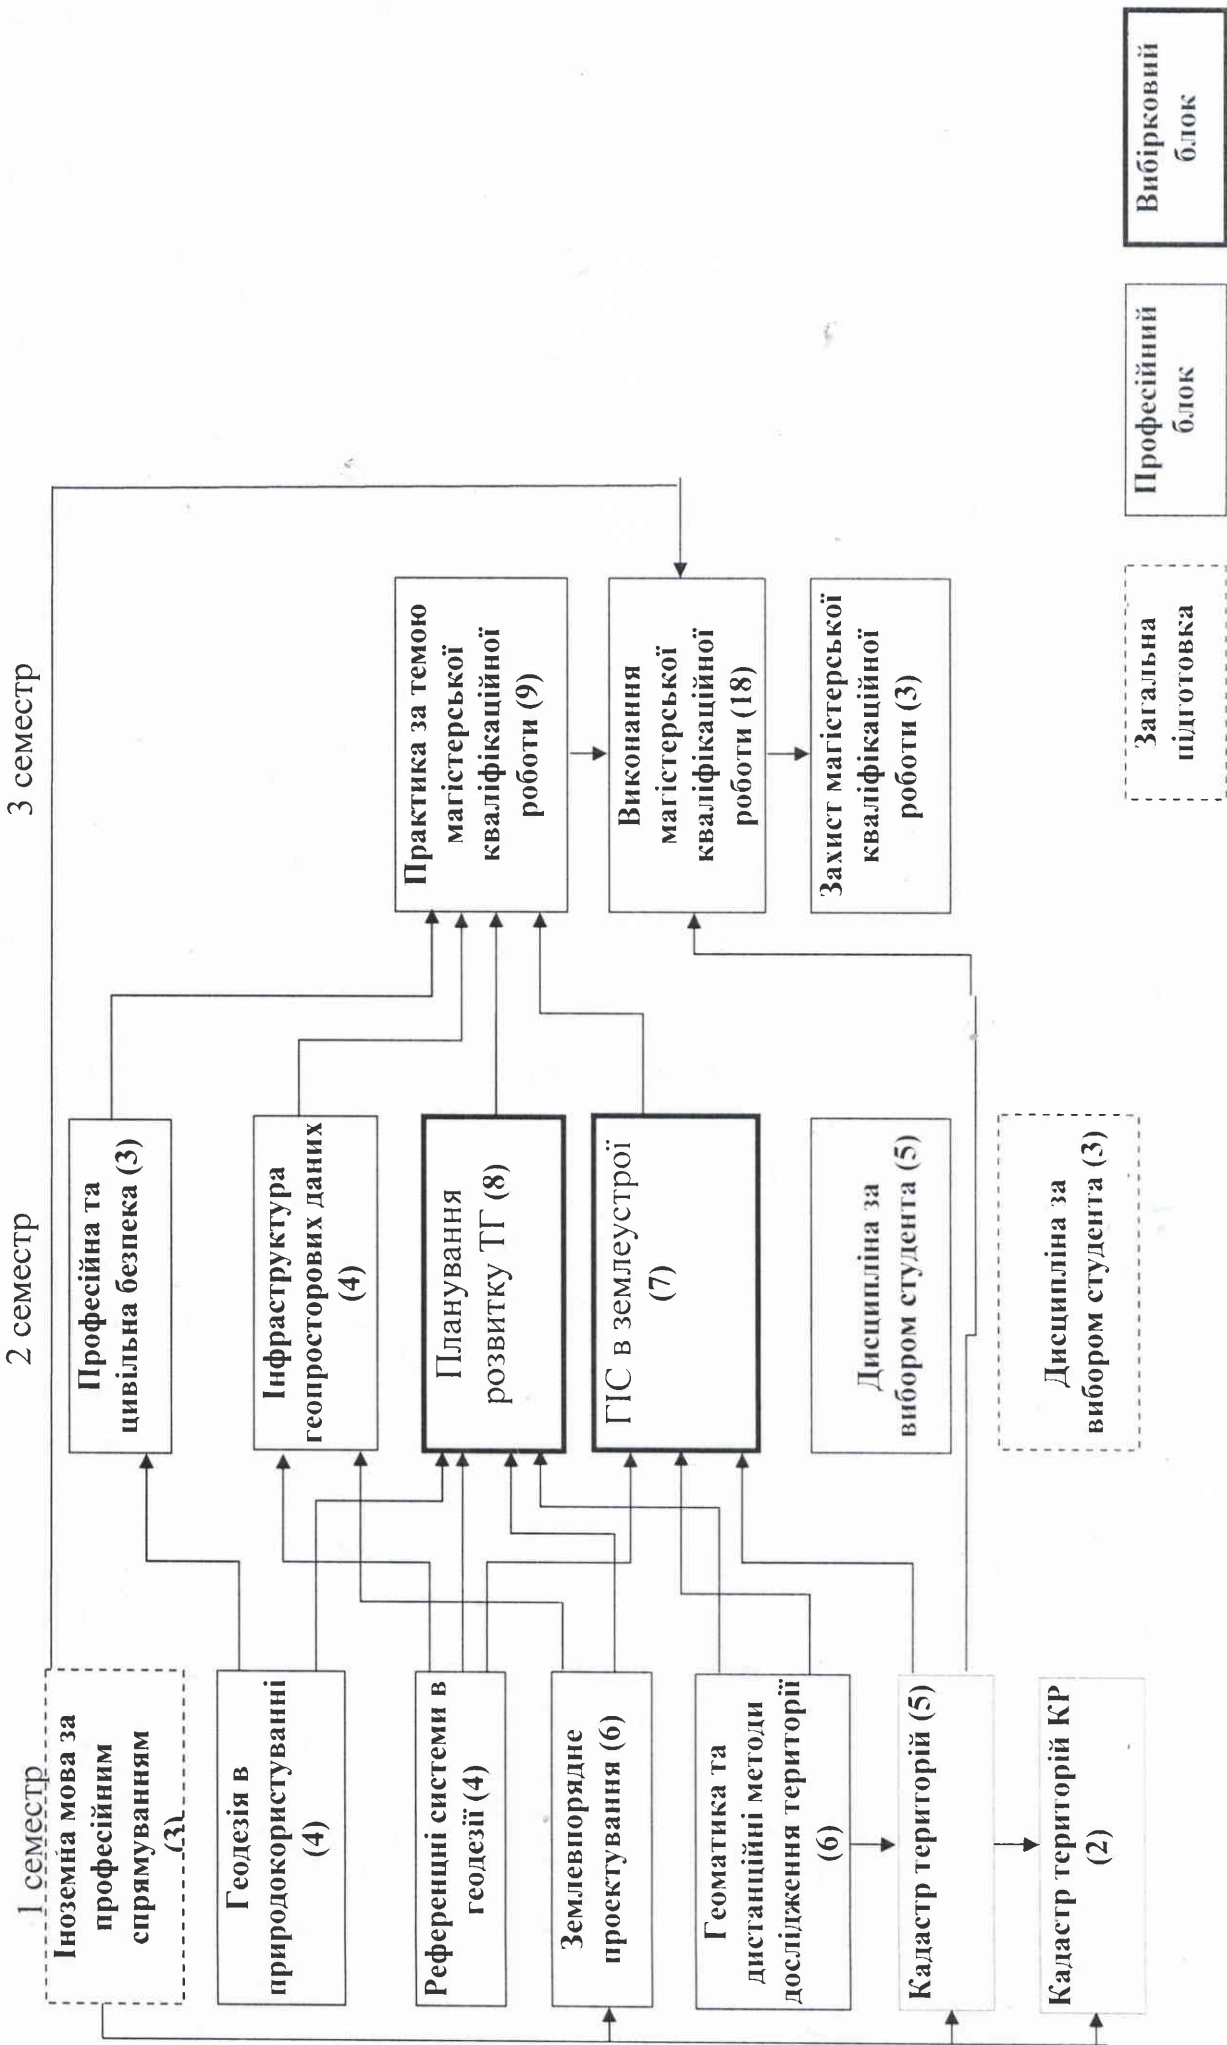 1 семестр
2 семестр
3 семестр
Іноземна мова за
професійним
спрямуванням
(3)
Геодезія в
природокористуванні
(4)
Референцні системи в
геодезії (4)
Землевпорядне
проектування (6)
Геоматика та
дистанційні методи
дослідження території
(6)
Кадастр територій (5)
Кадастр територій КР
(2)
Професійна та
цивільна безпека (3)
Інфраструктура
геопросторових даних
(4)
Планування
розвитку ТГ (8)
ГІС в землеустрої
(7)
Дисципліна за
вибором студента (5)
Дисципліна за
вибором студента (3)
Практика за темою
магістерської
кваліфікаційної
роботи (9)
Виконання
магістерської
кваліфікаційної
роботи (18)
Захист магістерської
кваліфікаційної
роботи (3)
Загальна
підготовка
Професійний
блок
Вибірковий
блок